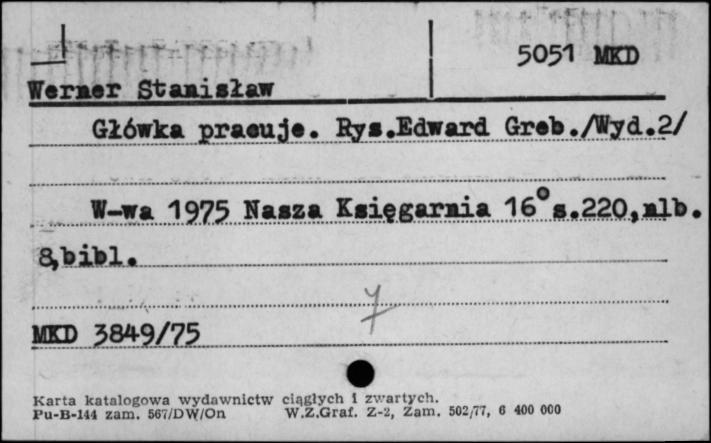 5051 MKD
Werner Stanisław
Główka pracuje. Rys.Edward Greb./Wyd.2/
W-wa 1975 Nasza Księgarnia 16° s.220,nlb.
8,bibl.
7
MKD 3849/75
Karta katalogowa wydawnictw ciągłych i zwartych.
Pu-B-144 zam. 567/DW/On W.Z.Graf. Z-2, Zam. 502/77, 6 400 000